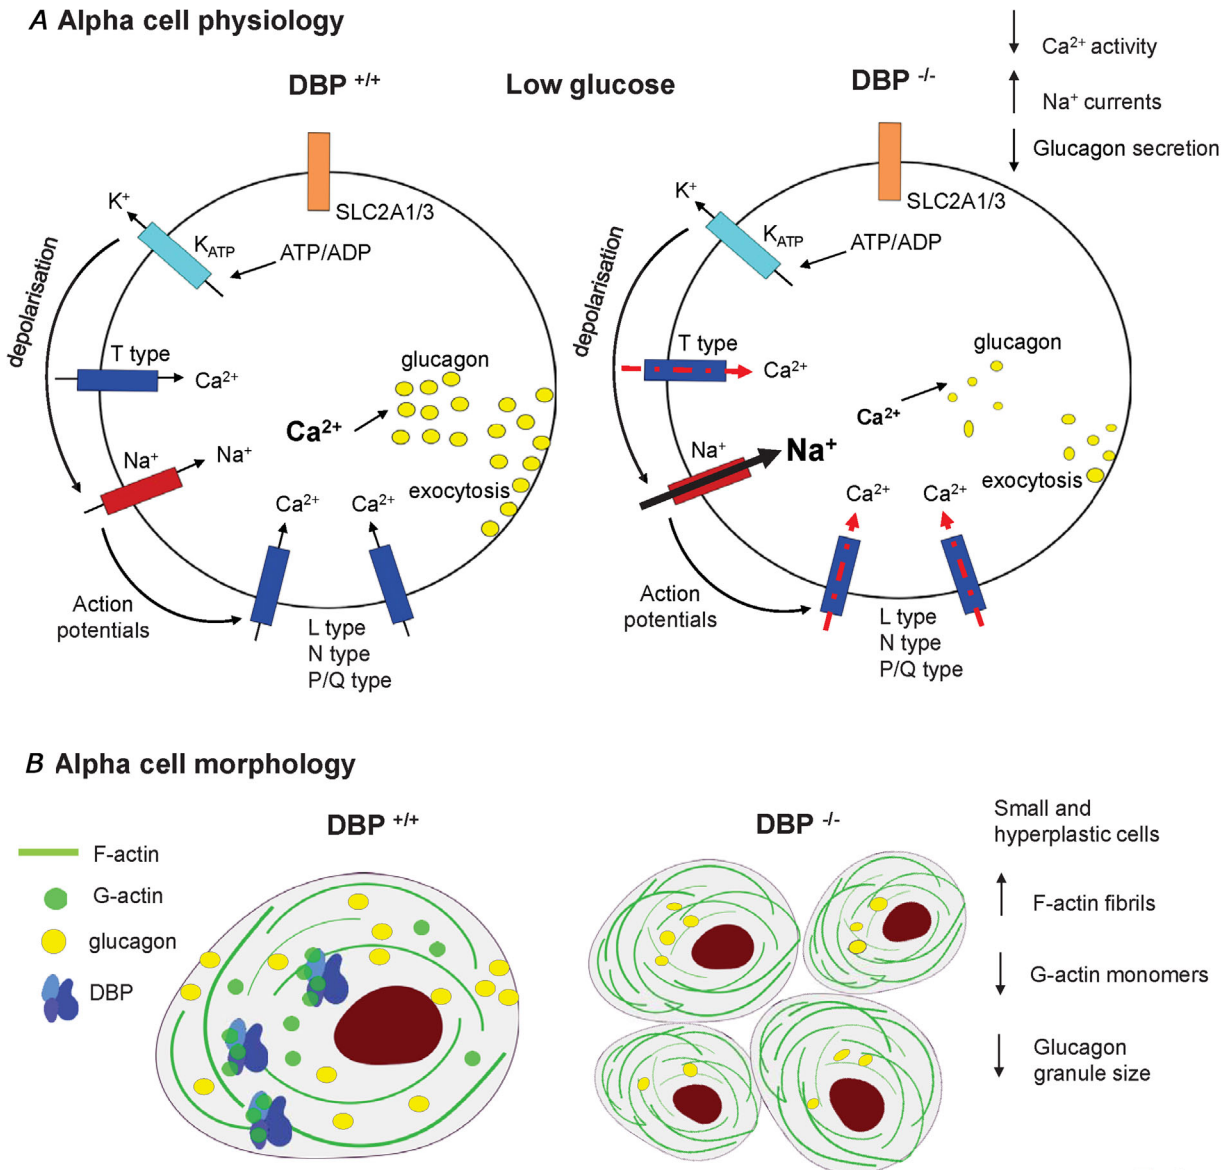 A Alpha cell physiology
DBP +/+
Low glucose
DBP -/-
Ca²⁺ activity
Na⁺ currents
Glucagon secretion
K⁺
SLC2A1/3
K_ATP
ATP/ADP
depolarisation
T type
Ca²⁺
glucagon
Ca²⁺
Na⁺
Na⁺
exocytosis
Ca²⁺
Ca²⁺
Action
potentials
L type
N type
P/Q type
K⁺
SLC2A1/3
K_ATP
ATP/ADP
depolarisation
T type
Ca²⁺
glucagon
Ca²⁺
Na⁺
Na⁺
exocytosis
Ca²⁺
Ca²⁺
Action
potentials
L type
N type
P/Q type
B Alpha cell morphology
DBP +/+
DBP -/-
F-actin
G-actin
glucagon
DBP
Small and
hyperplastic cells
F-actin fibrils
G-actin monomers
Glucagon
granule size